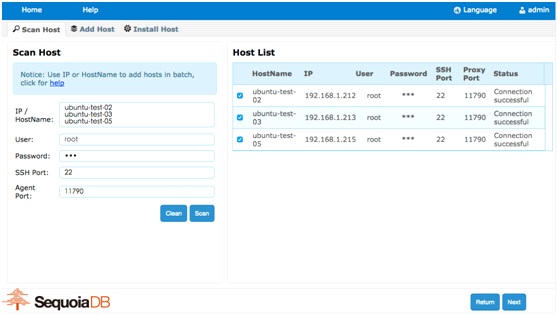 Home Help Language admin
Scan Host Add Host Install Host
Scan Host
Notice: Use IP or HostName to add hosts in batch,
click for help
IP /
HostName:
ubuntu-test-02
ubuntu-test-03
ubuntu-test-05
User: root
Password: •••
SSH Port: 22
Agent
Port:
11790
Clean Scan
Host List
HostName IP User Password SSH Port Proxy Port Status
ubuntu-test-02 192.168.1.212 root *** 22 11790 Connection successful
ubuntu-test-03 192.168.1.213 root *** 22 11790 Connection successful
ubuntu-test-05 192.168.1.215 root *** 22 11790 Connection successful
SequoiaDB
Return Next